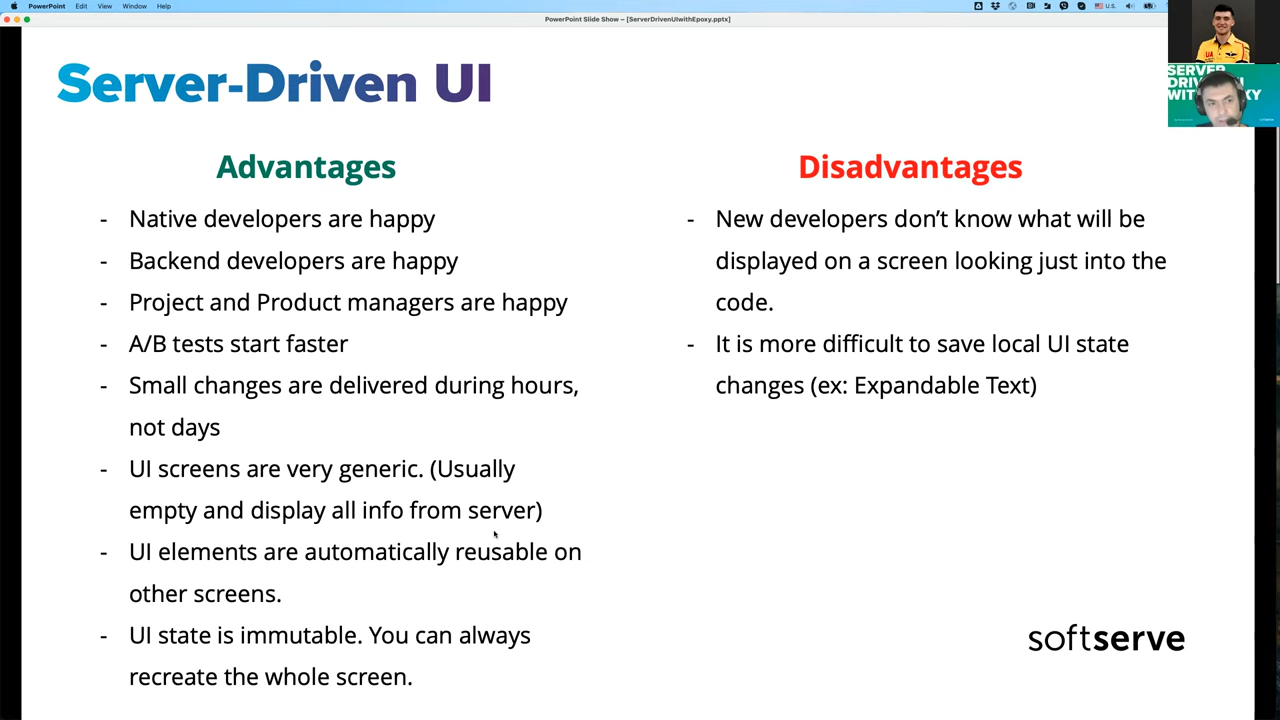 PowerPoint Edit View Window Help
U.S.
PowerPoint Slide Show – [ServerDrivenUIwithEpoxy.pptx]
Server-Driven UI
Advantages
- Native developers are happy
- Backend developers are happy
- Project and Product managers are happy
- A/B tests start faster
- Small changes are delivered during hours,
not days
- UI screens are very generic. (Usually
empty and display all info from server)
- UI elements are automatically reusable on
other screens.
- UI state is immutable. You can always
recreate the whole screen.
Disadvantages
- New developers don’t know what will be
displayed on a screen looking just into the
code.
- It is more difficult to save local UI state
changes (ex: Expandable Text)
softserve
UA
SERVER